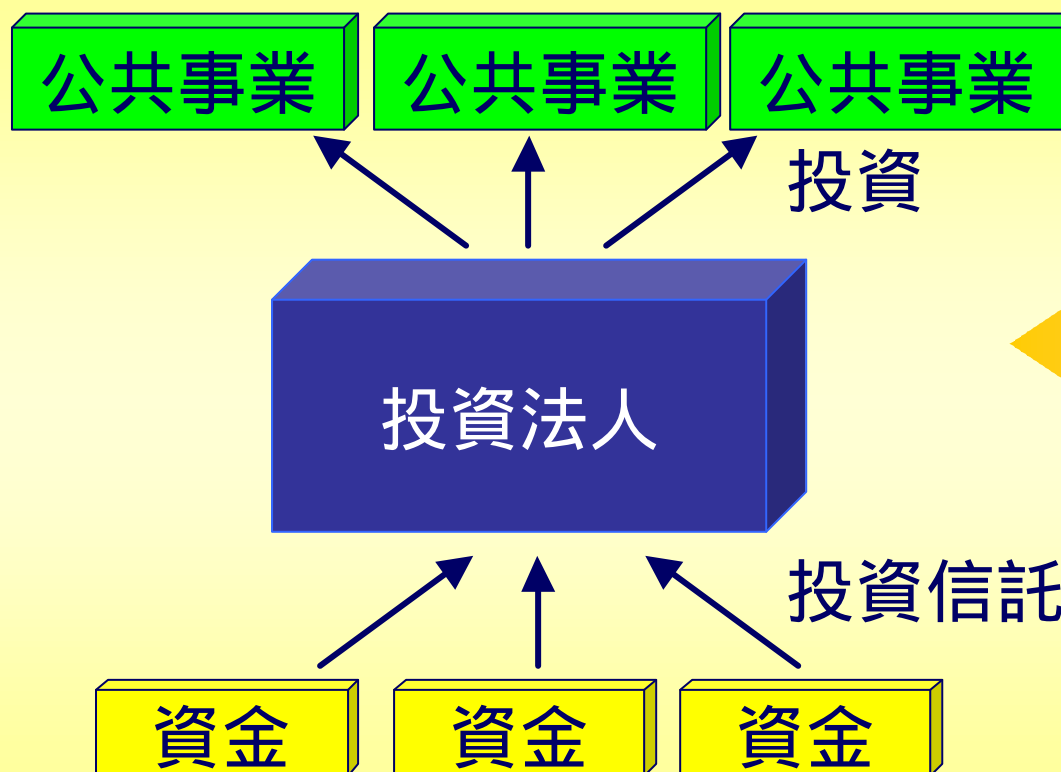 公共事業 公共事業 公共事業
投資
投資法人
投資信託
資金 資金 資金